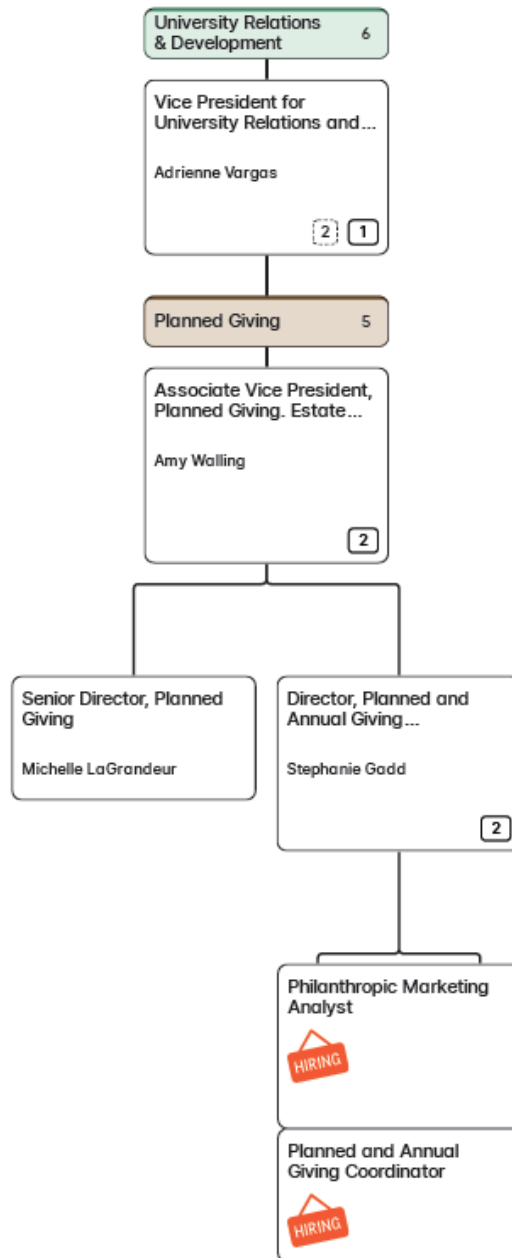 University Relations
& Development
6
Vice President for
University Relations and...
Adrienne Vargas
2
1
Planned Giving
5
Associate Vice President,
Planned Giving. Estate...
Amy Walling
2
Senior Director, Planned
Giving
Michelle LaGrandeur
Director, Planned and
Annual Giving...
Stephanie Gadd
2
Philanthropic Marketing
Analyst
HIRING
Planned and Annual
Giving Coordinator
HIRING